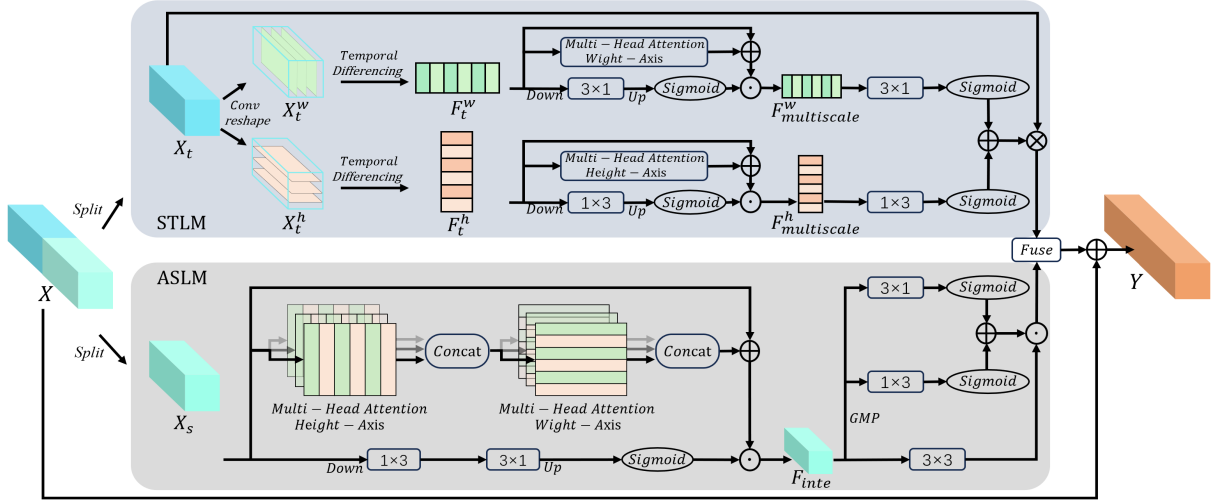 Temporal
Differencing
Conv
reshape
X_t^w
X_t
F_t^w
Multi − Head Attention
Wight − Axis
Down
3×1
Up
Sigmoid
F_multiscale^w
3×1
Sigmoid
Temporal
Differencing
X_t^h
F_t^h
Multi − Head Attention
Height − Axis
Down
1×3
Up
Sigmoid
F_multiscale^h
1×3
Sigmoid
Split
STLM
X
Fuse
Y
Split
ASLM
X_s
Multi − Head Attention
Height − Axis
Concat
Multi − Head Attention
Wight − Axis
Concat
Down
1×3
3×1
Up
Sigmoid
F_inte
GMP
3×1
Sigmoid
1×3
Sigmoid
3×3